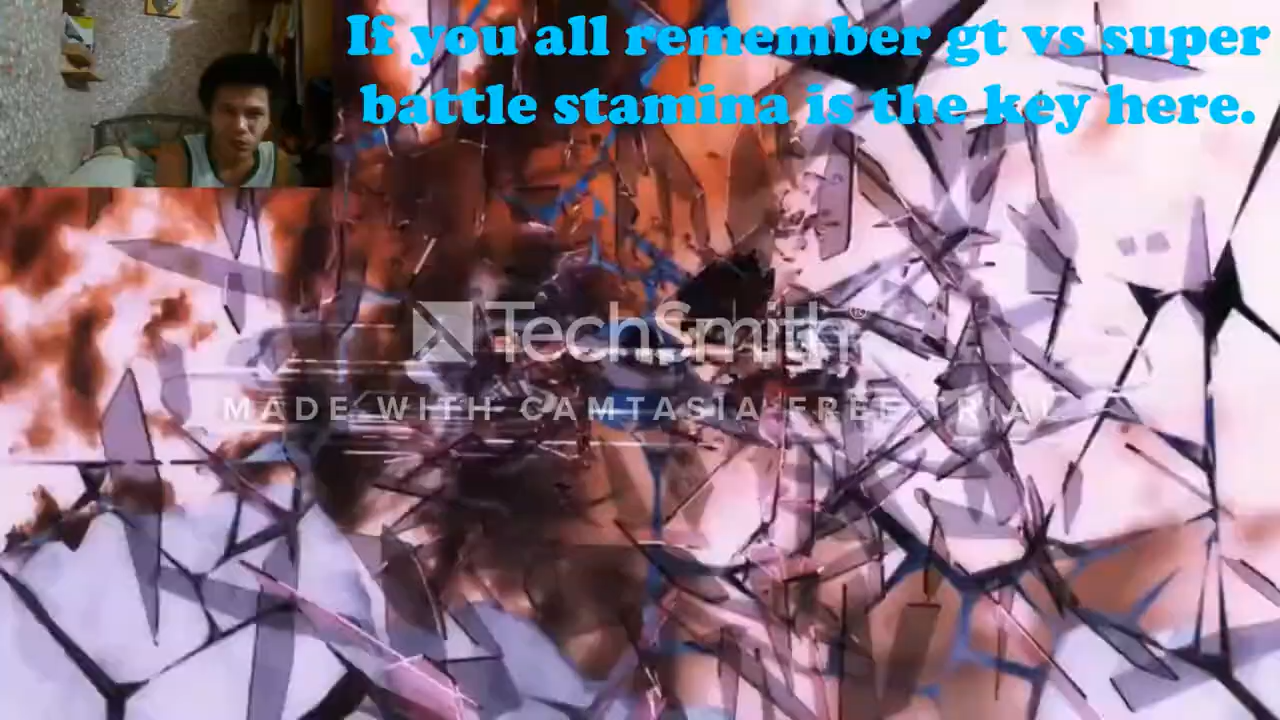 If you all remember gt vs super
battle stamina is the key here.
TechSmith®
MADE WITH CAMTASIA FREE TRIAL